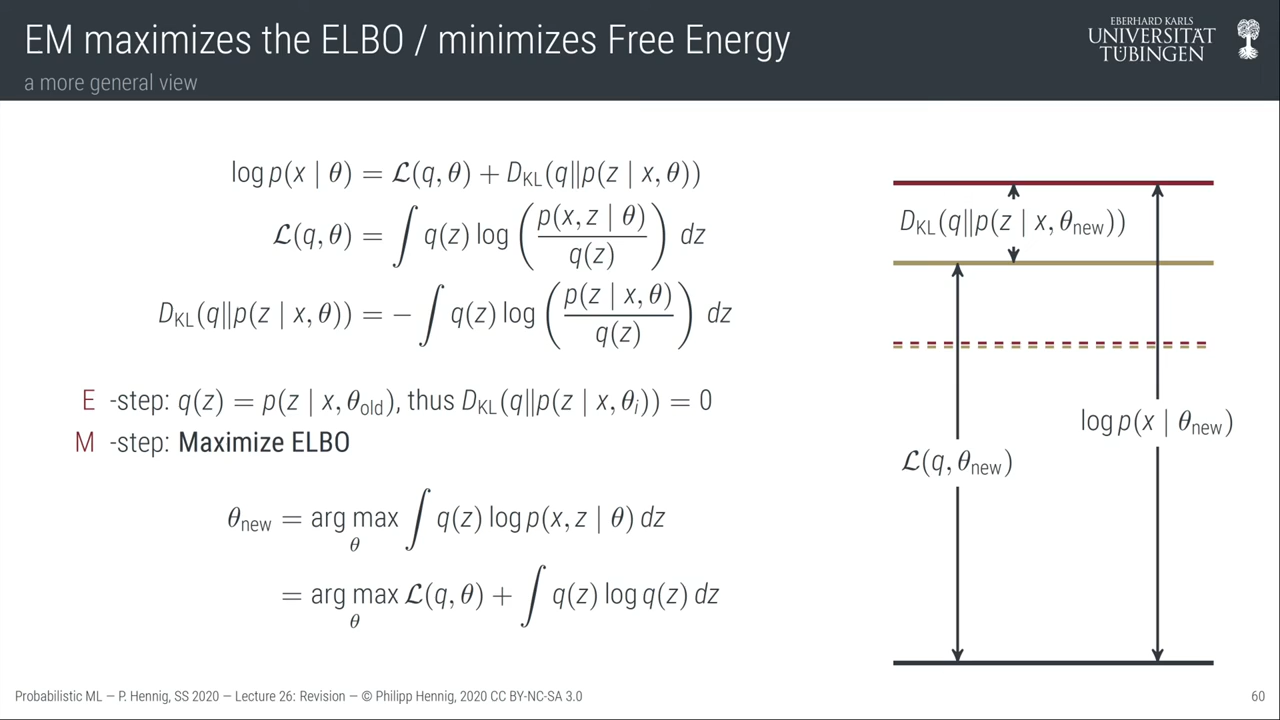 EM maximizes the ELBO / minimizes Free Energy
a more general view
EBERHARD KARLS
UNIVERSITÄT
TÜBINGEN
log p(x | θ) = 𝓛(q, θ) + D_KL(q‖p(z | x, θ))
𝓛(q, θ) = ∫ q(z) log ( p(x, z | θ) / q(z) ) dz
D_KL(q‖p(z | x, θ)) = − ∫ q(z) log ( p(z | x, θ) / q(z) ) dz
E -step: q(z) = p(z | x, θ_old), thus D_KL(q‖p(z | x, θ_i)) = 0
M -step: Maximize ELBO
θ_new = arg max_θ ∫ q(z) log p(x, z | θ) dz
= arg max_θ 𝓛(q, θ) + ∫ q(z) log q(z) dz
D_KL(q‖p(z | x, θ_new))
log p(x | θ_new)
𝓛(q, θ_new)
Probabilistic ML — P. Hennig, SS 2020 — Lecture 26: Revision — © Philipp Hennig, 2020 CC BY-NC-SA 3.0
60